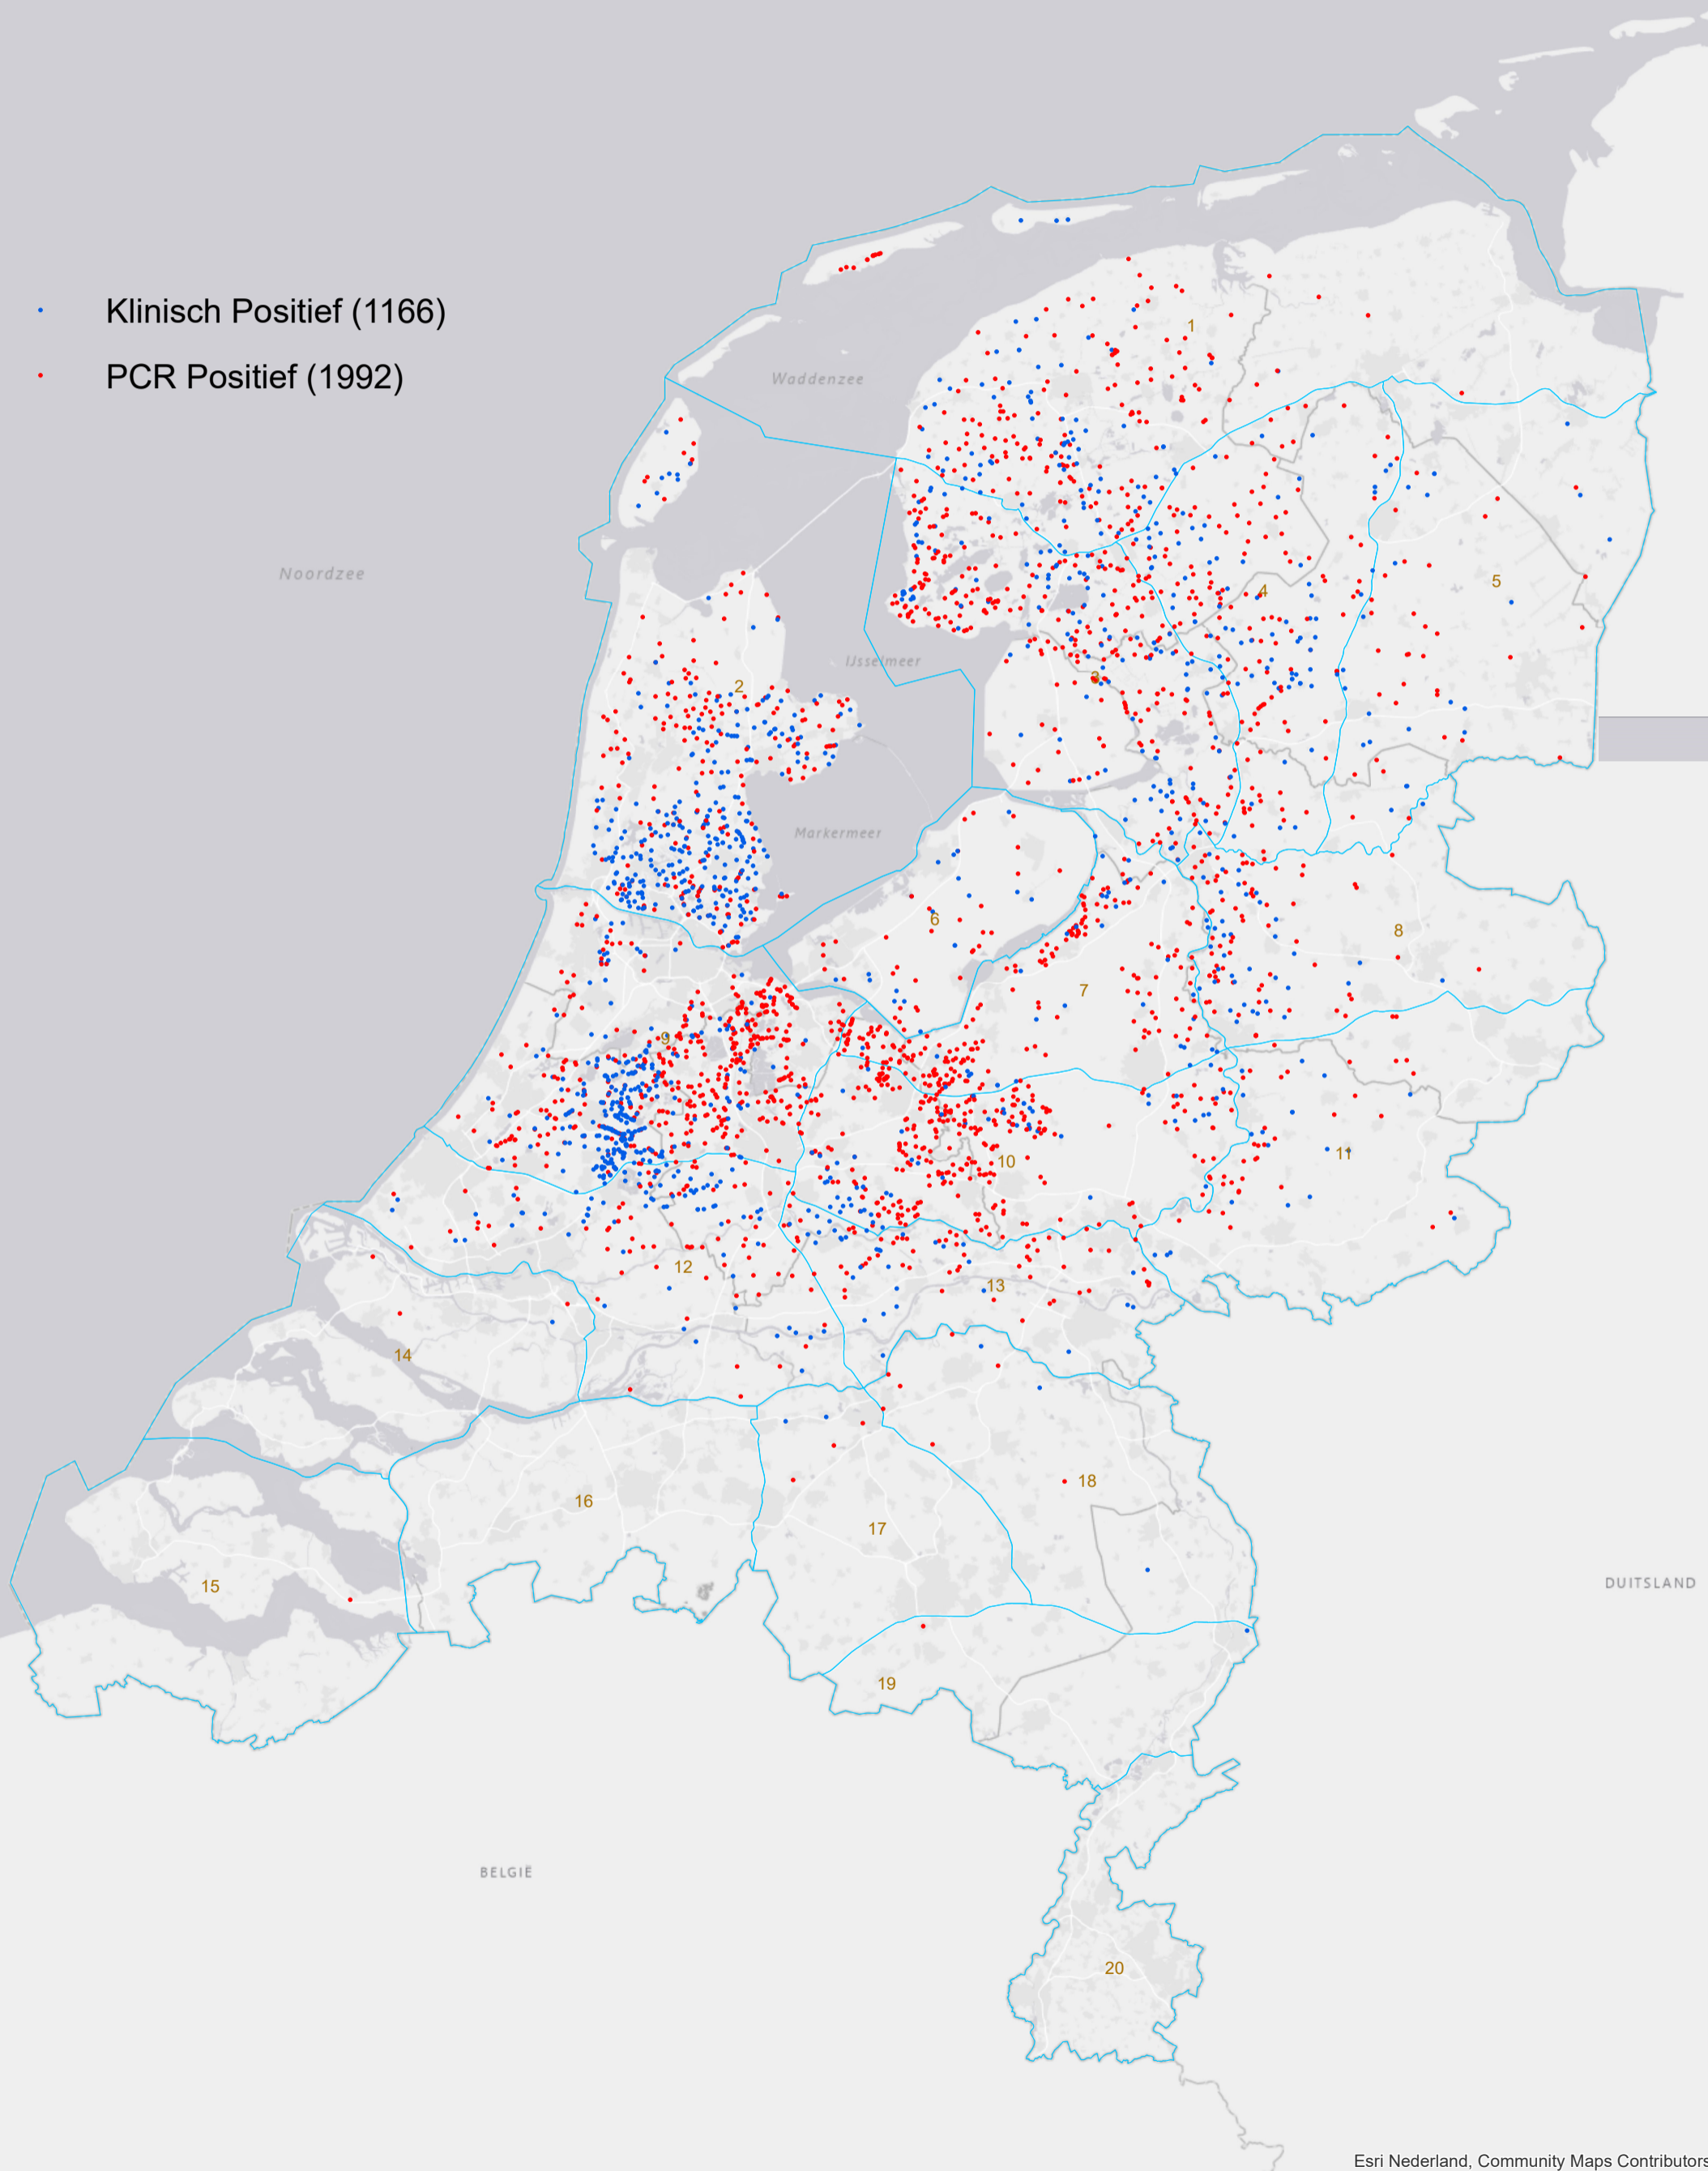 Klinisch Positief (1166)
PCR Positief (1992)
1
Waddenzee
Noordzee
5
4
IJsselmeer
3
2
Markermeer
6
8
7
9
10
11
12
13
14
18
16
17
15
DUITSLAND
19
BELGIË
20
Esri Nederland, Community Maps Contributors